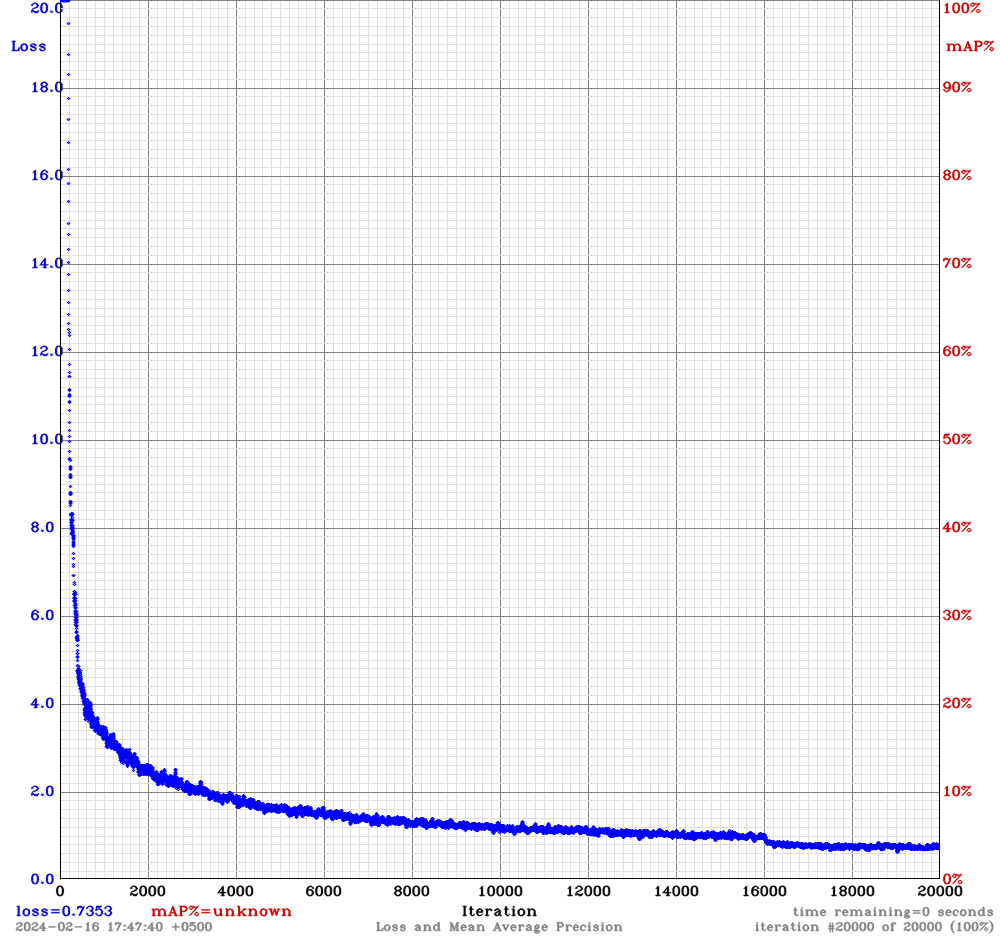 20.0 100%
Loss mAP%
18.0 90%
16.0 80%
14.0 70%
12.0 60%
10.0 50%
8.0 40%
6.0 30%
4.0 20%
2.0 10%
0.0 0%
0 2000 4000 6000 8000 10000 12000 14000 16000 18000 20000
loss=0.7353 mAP%=unknown Iteration time remaining=0 seconds
2024-02-16 17:47:40 +0500 Loss and Mean Average Precision iteration #20000 of 20000 (100%)